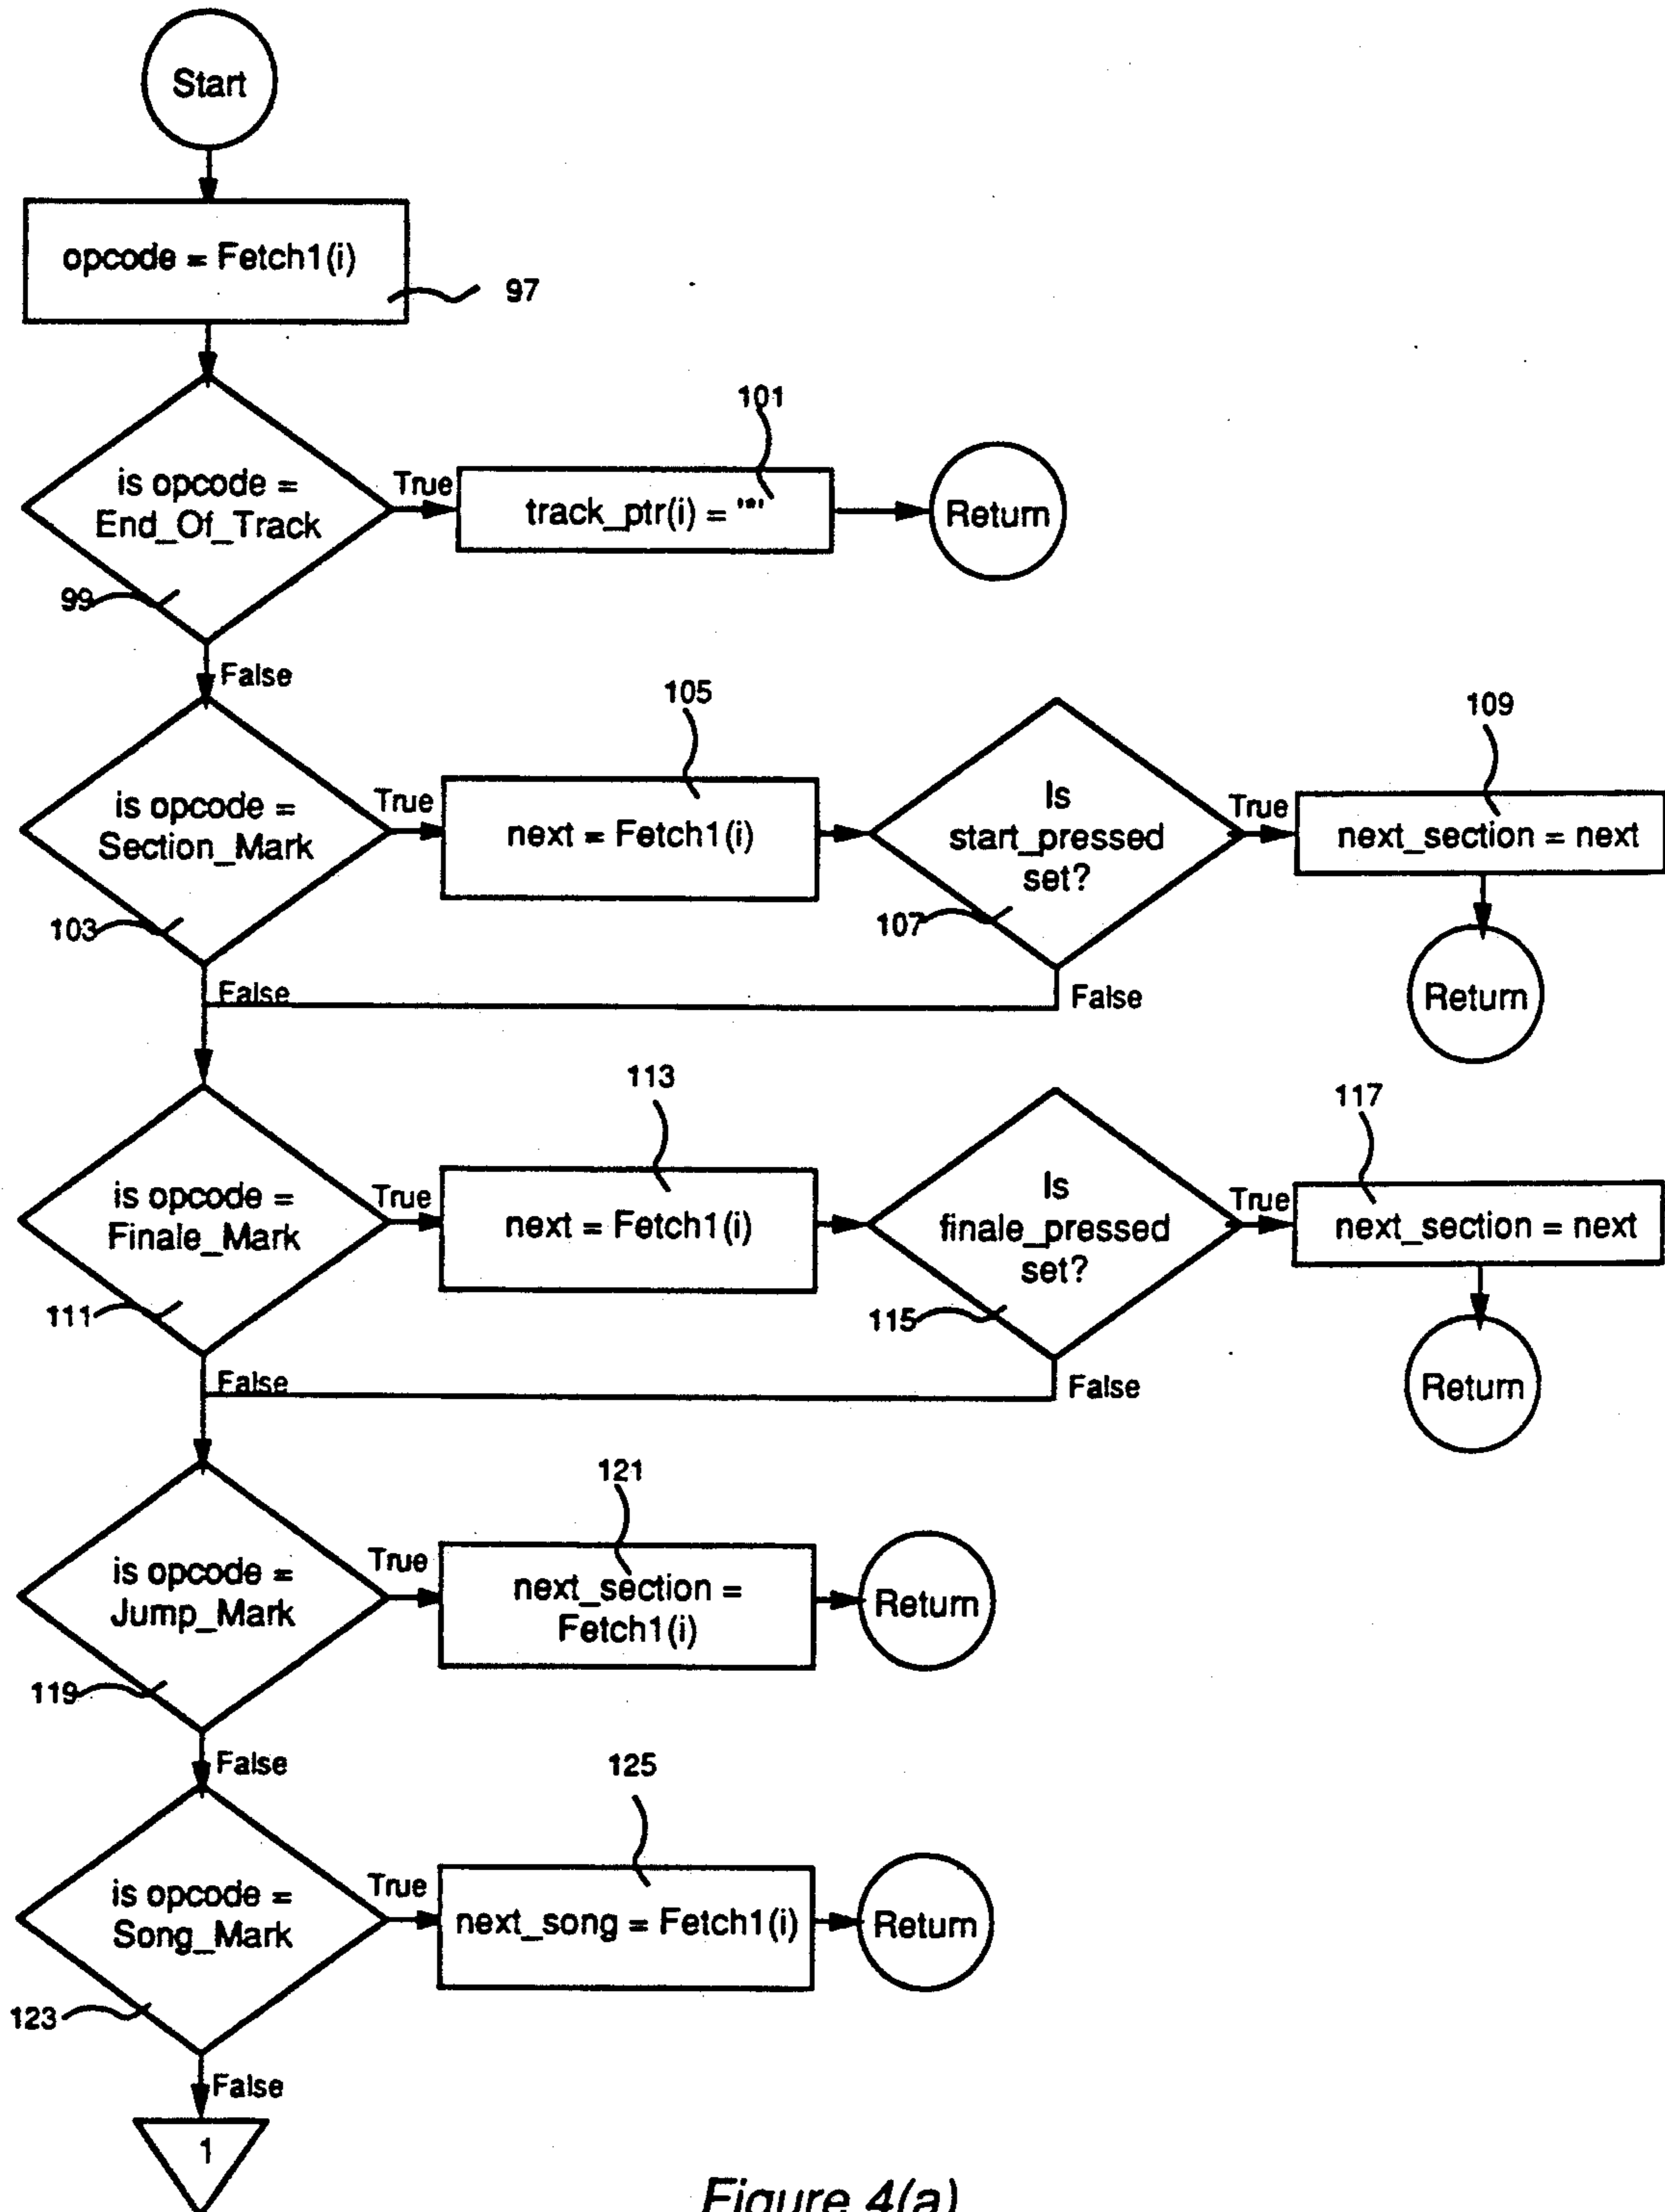 Start
opcode = Fetch1(i)
97
is opcode =
End_Of_Track
99
True
101
track_ptr(i) = '"'
Return
False
is opcode =
Section_Mark
103
True
105
next = Fetch1(i)
Is
start_pressed
set?
107
True
109
next_section = next
Return
False
False
is opcode =
Finale_Mark
111
True
113
next = Fetch1(i)
Is
finale_pressed
set?
115
True
117
next_section = next
Return
False
False
is opcode =
Jump_Mark
119
True
121
next_section =
Fetch1(i)
Return
False
is opcode =
Song_Mark
123
True
125
next_song = Fetch1(i)
Return
False
1
Figure 4(a)